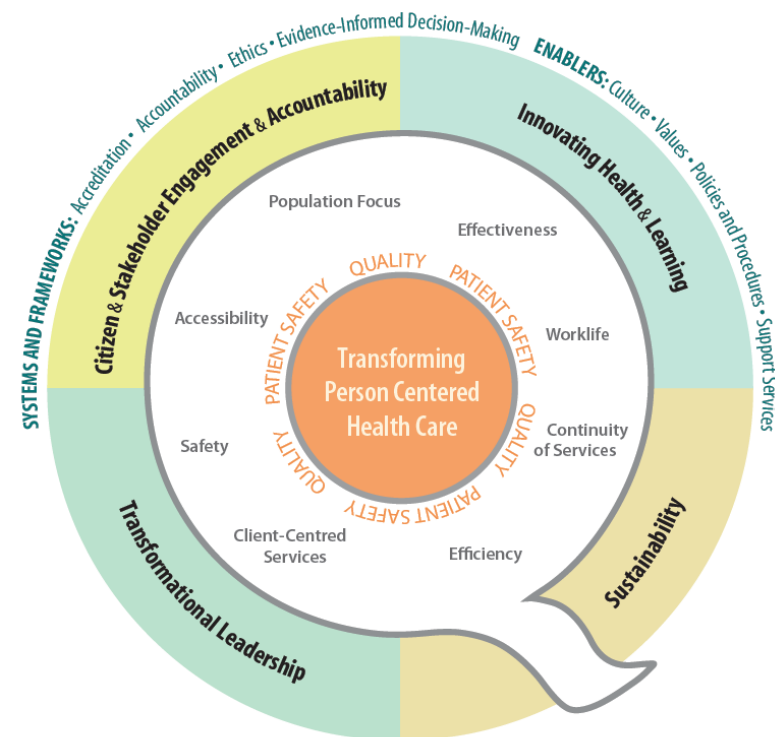 SYSTEMS AND FRAMEWORKS: Accreditation • Accountability • Ethics • Evidence-Informed Decision-Making
ENABLERS: Culture • Values • Policies and Procedures • Support Services
Citizen & Stakeholder Engagement & Accountability
Innovating Health & Learning
Sustainability
Transformational Leadership
Population Focus
Effectiveness
Worklife
Continuity
of Services
Efficiency
Client-Centred
Services
Safety
Accessibility
QUALITY
PATIENT SAFETY
QUALITY
PATIENT SAFETY
QUALITY
PATIENT SAFETY
Transforming
Person Centered
Health Care